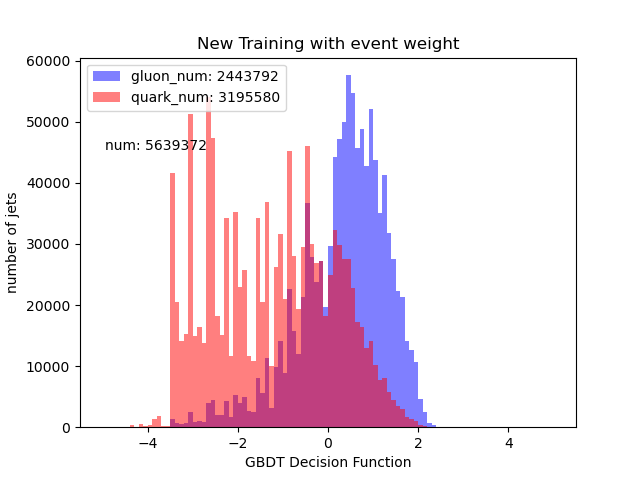 New Training with event weight
gluon_num: 2443792
quark_num: 3195580
num: 5639372
number of jets
60000
50000
40000
30000
20000
10000
0
−4
−2
0
2
4
GBDT Decision Function